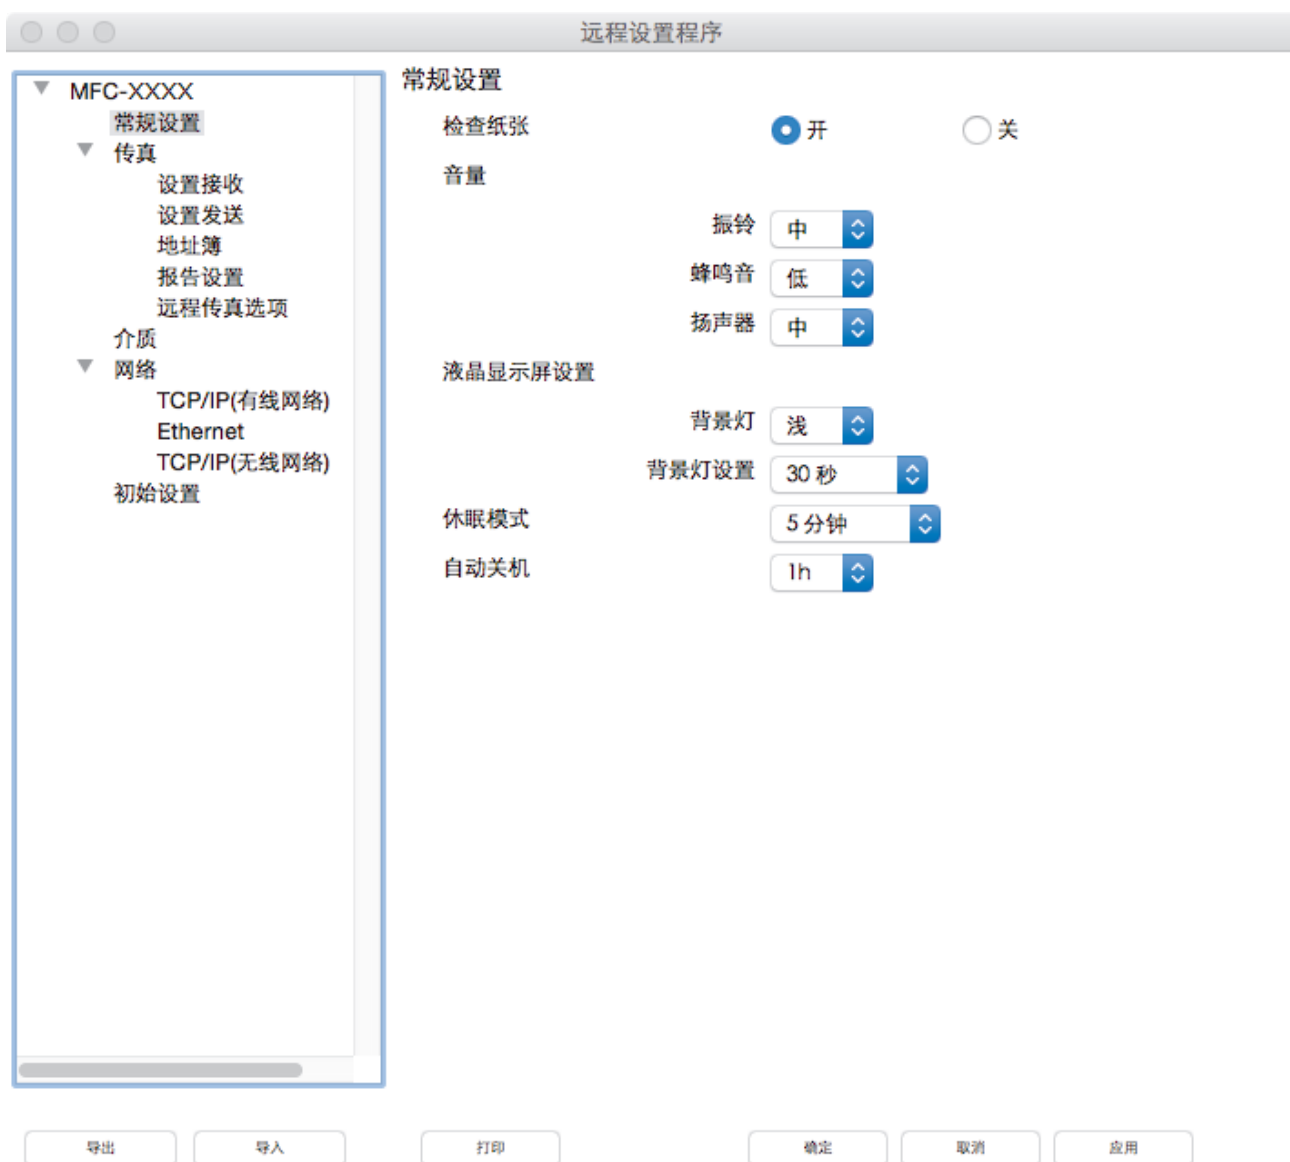 远程设置程序
MFC-XXXX
常规设置
传真
设置接收
设置发送
地址簿
报告设置
远程传真选项
介质
网络
TCP/IP(有线网络)
Ethernet
TCP/IP(无线网络)
初始设置
常规设置
检查纸张 开 关
音量
振铃 中
蜂鸣音 低
扬声器 中
液晶显示屏设置
背景灯 浅
背景灯设置 30 秒
休眠模式 5 分钟
自动关机 1h
导出 导入 打印 确定 取消 应用